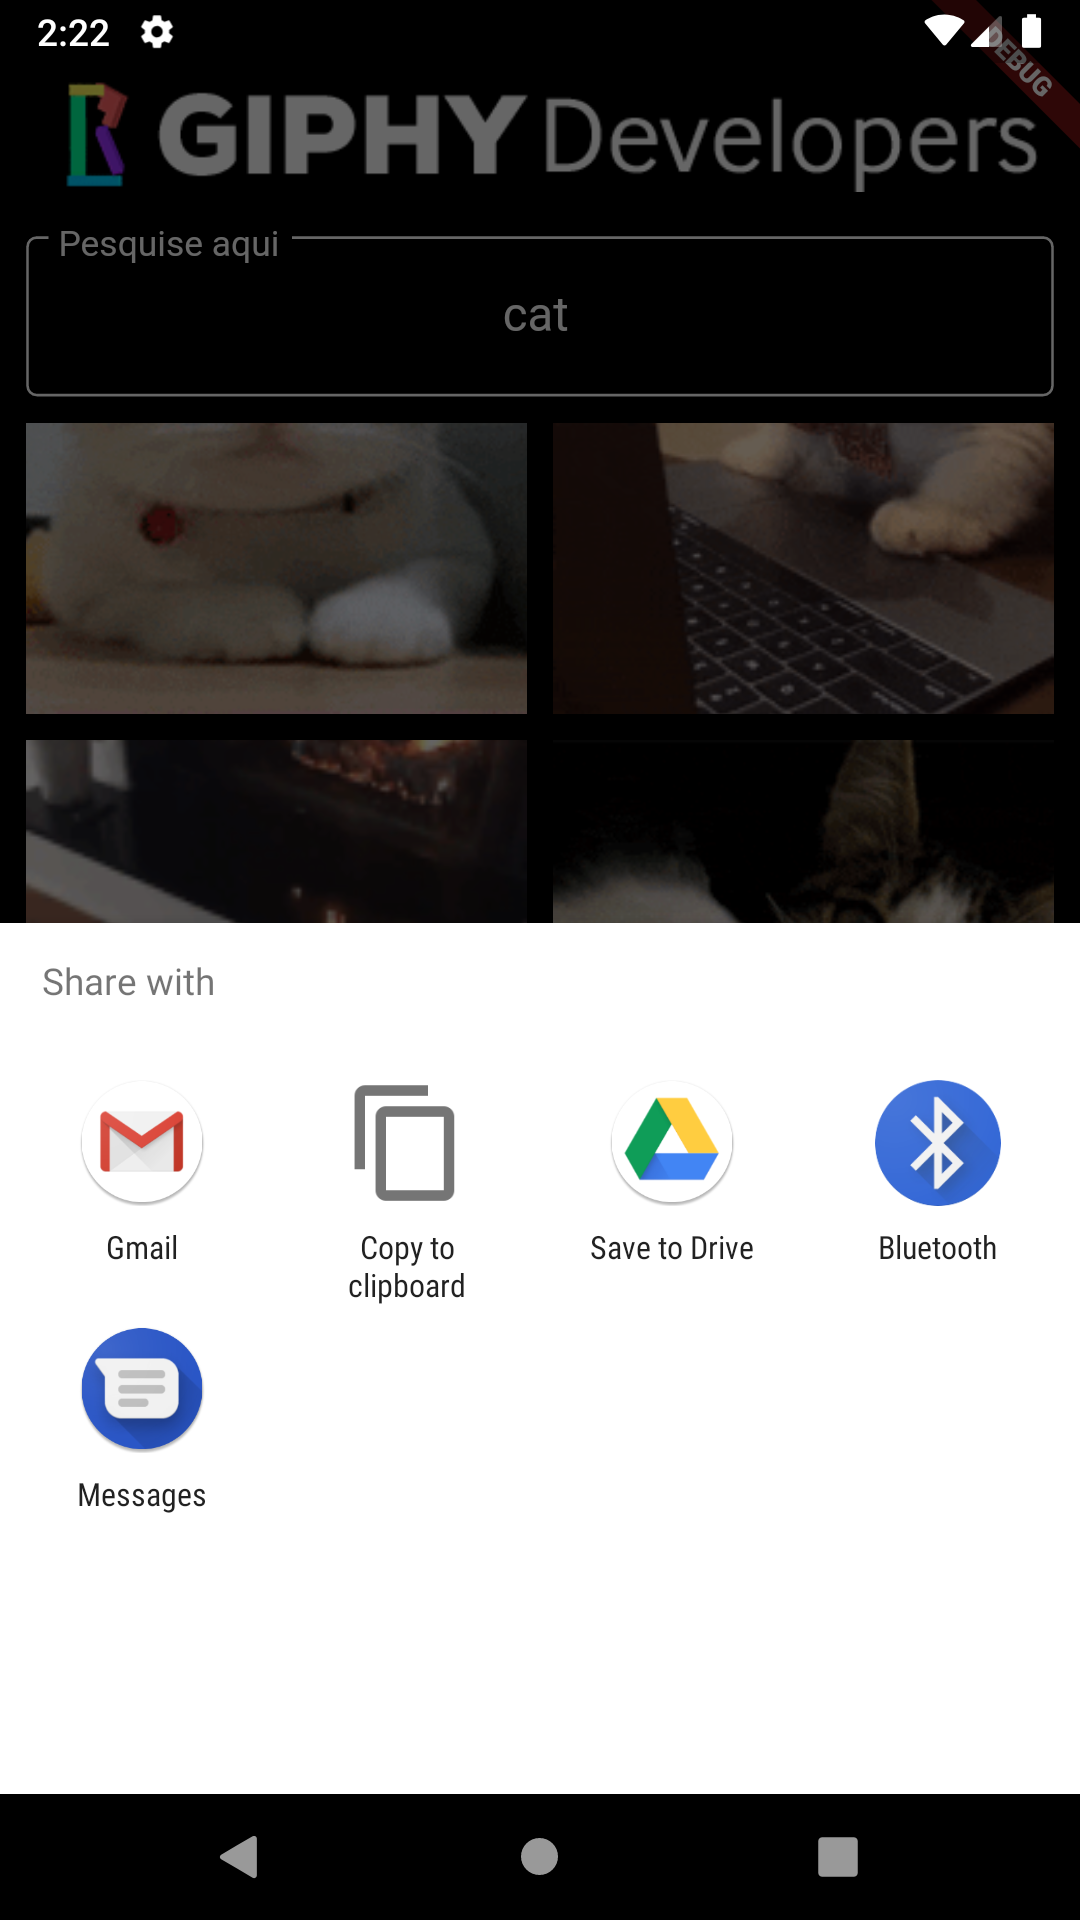 2:22
DEBUG
GIPHY Developers
Pesquise aqui
cat
Share with
Gmail
Copy to
clipboard
Save to Drive
Bluetooth
Messages